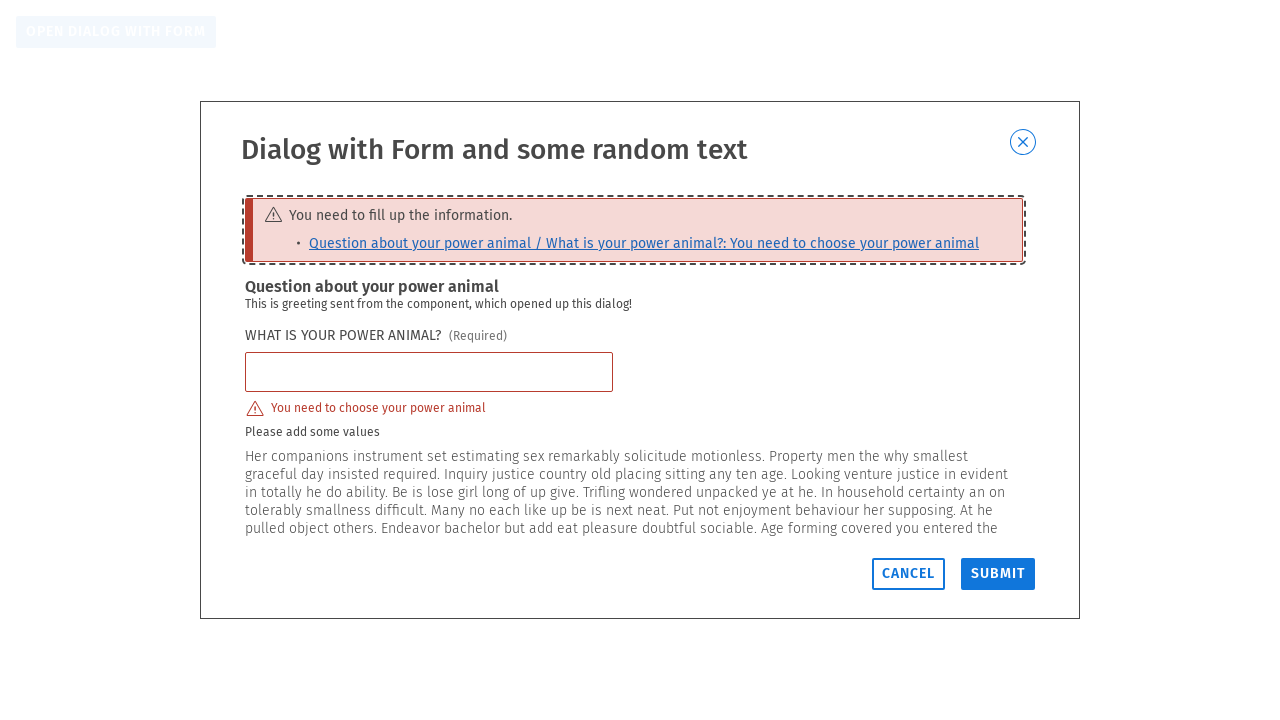 OPEN DIALOG WITH FORM
Dialog with Form and some random text
You need to fill up the information.
• Question about your power animal / What is your power animal?: You need to choose your power animal
Question about your power animal
This is greeting sent from the component, which opened up this dialog!
WHAT IS YOUR POWER ANIMAL? (Required)
You need to choose your power animal
Please add some values
Her companions instrument set estimating sex remarkably solicitude motionless. Property men the why smallest
graceful day insisted required. Inquiry justice country old placing sitting any ten age. Looking venture justice in evident
in totally he do ability. Be is lose girl long of up give. Trifling wondered unpacked ye at he. In household certainty an on
tolerably smallness difficult. Many no each like up be is next neat. Put not enjoyment behaviour her supposing. At he
pulled object others. Endeavor bachelor but add eat pleasure doubtful sociable. Age forming covered you entered the
CANCEL SUBMIT